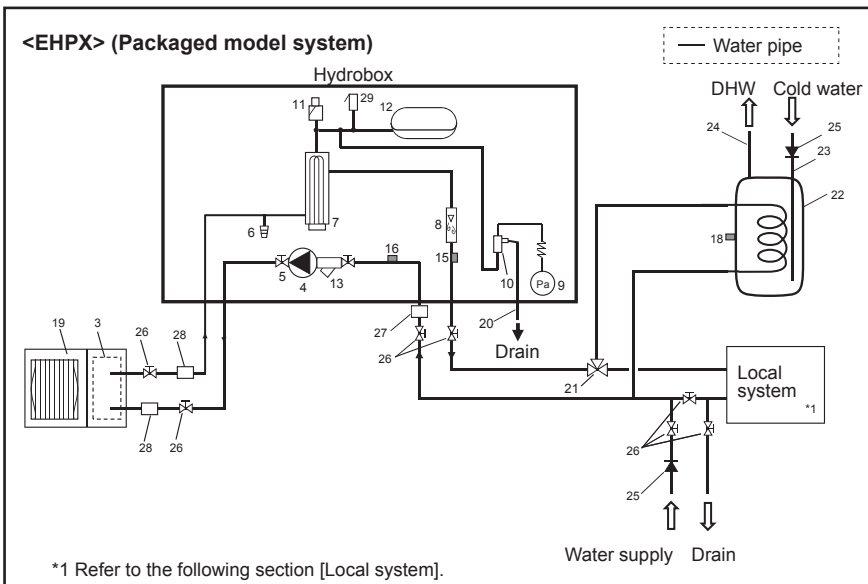 <EHPX> (Packaged model system)
Water pipe
Hydrobox
DHW
Cold water
11
29
12
24
25
23
22
7
6
8
18
16
15
5
4
13
10
Pa
9
19
3
26
28
27
26
20
Drain
21
Local
system
*1
28
26
26
25
Water supply
Drain
*1 Refer to the following section [Local system].